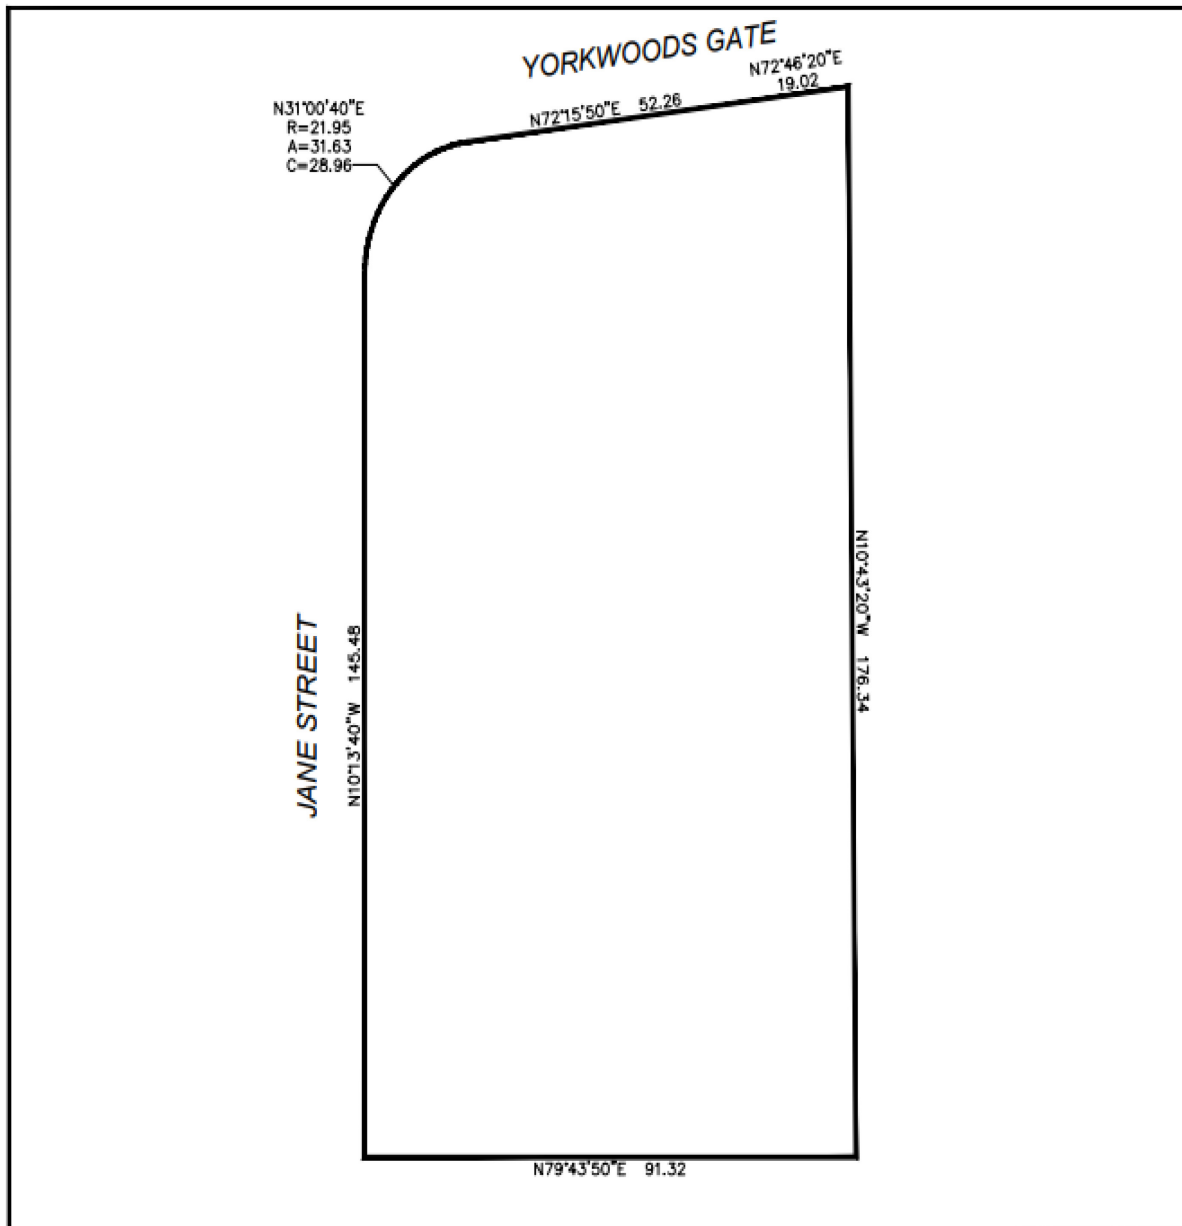 YORKWOODS GATE
N72°46'20"E
19.02
N72°15'50"E 52.26
N31°00'40"E
R=21.95
A=31.63
C=28.96
N10°43'20"W 176.34
JANE STREET
N10°13'40"W 145.48
N79°43'50"E 91.32